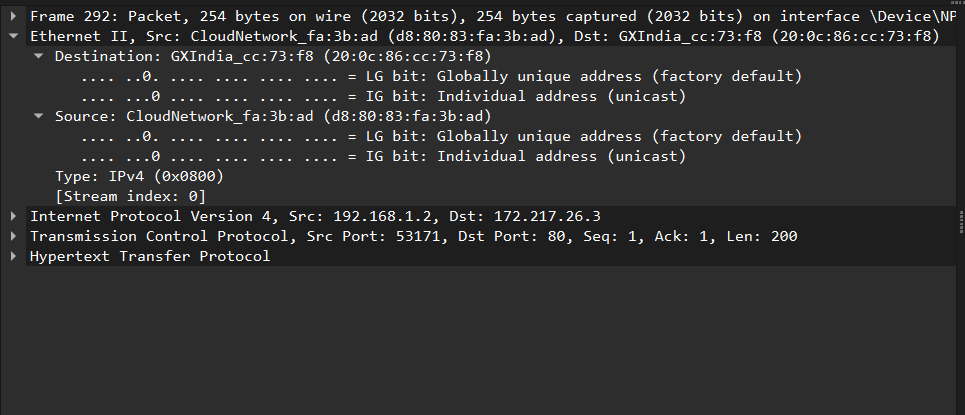 Frame 292: Packet, 254 bytes on wire (2032 bits), 254 bytes captured (2032 bits) on interface \Device\NP
Ethernet II, Src: CloudNetwork_fa:3b:ad (d8:80:83:fa:3b:ad), Dst: GXIndia_cc:73:f8 (20:0c:86:cc:73:f8)
Destination: GXIndia_cc:73:f8 (20:0c:86:cc:73:f8)
.... ..0. .... .... .... .... = LG bit: Globally unique address (factory default)
.... ...0 .... .... .... .... = IG bit: Individual address (unicast)
Source: CloudNetwork_fa:3b:ad (d8:80:83:fa:3b:ad)
.... ..0. .... .... .... .... = LG bit: Globally unique address (factory default)
.... ...0 .... .... .... .... = IG bit: Individual address (unicast)
Type: IPv4 (0x0800)
[Stream index: 0]
Internet Protocol Version 4, Src: 192.168.1.2, Dst: 172.217.26.3
Transmission Control Protocol, Src Port: 53171, Dst Port: 80, Seq: 1, Ack: 1, Len: 200
Hypertext Transfer Protocol